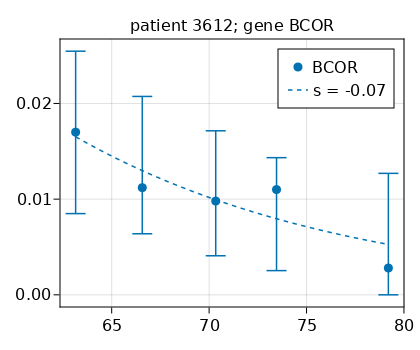 patient 3612; gene BCOR
BCOR
s = -0.07
0.02
0.01
0.00
65
70
75
80